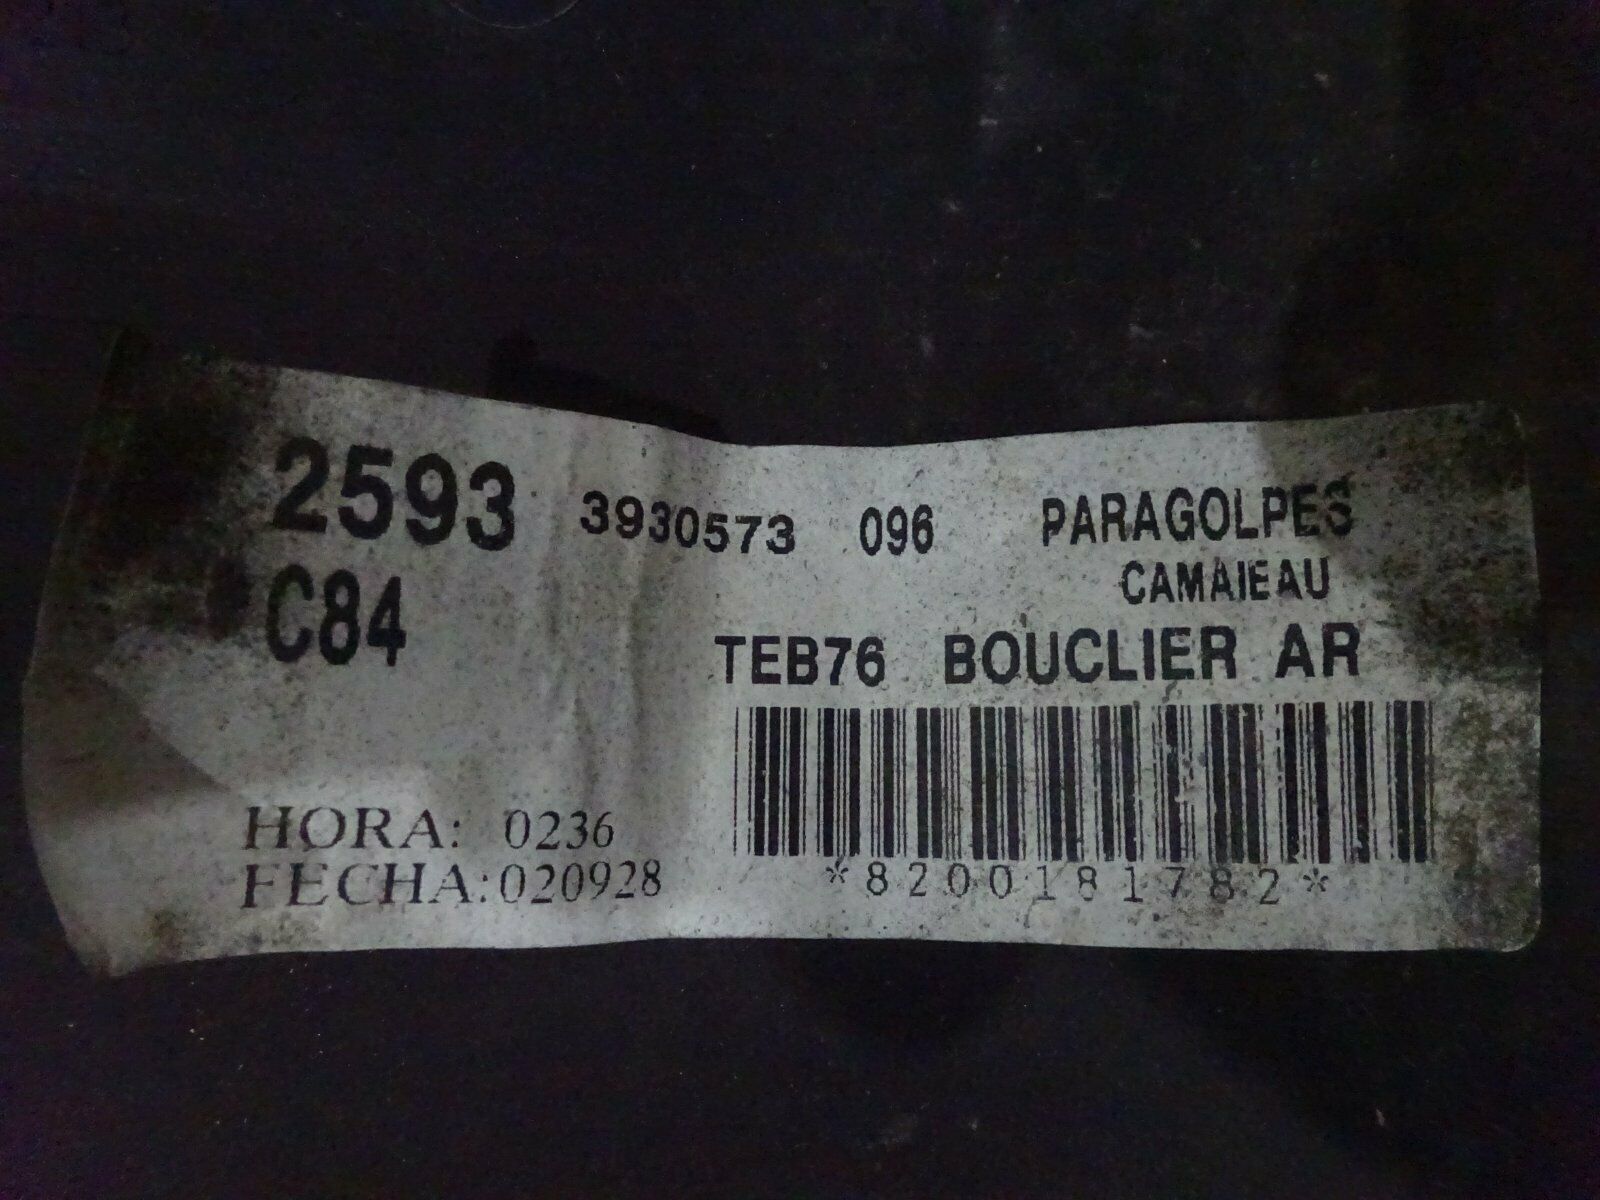 2593 3930573 096 PARAGOLPES
C84 CAMAIEAU
TEB76 BOUCLIER AR
HORA: 0236
FECHA:020928
*8200181782*